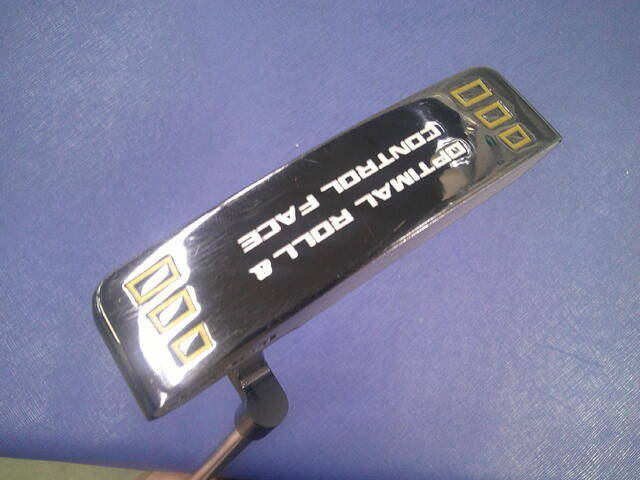 OPTIMAL ROLL &
CONTROL FACE